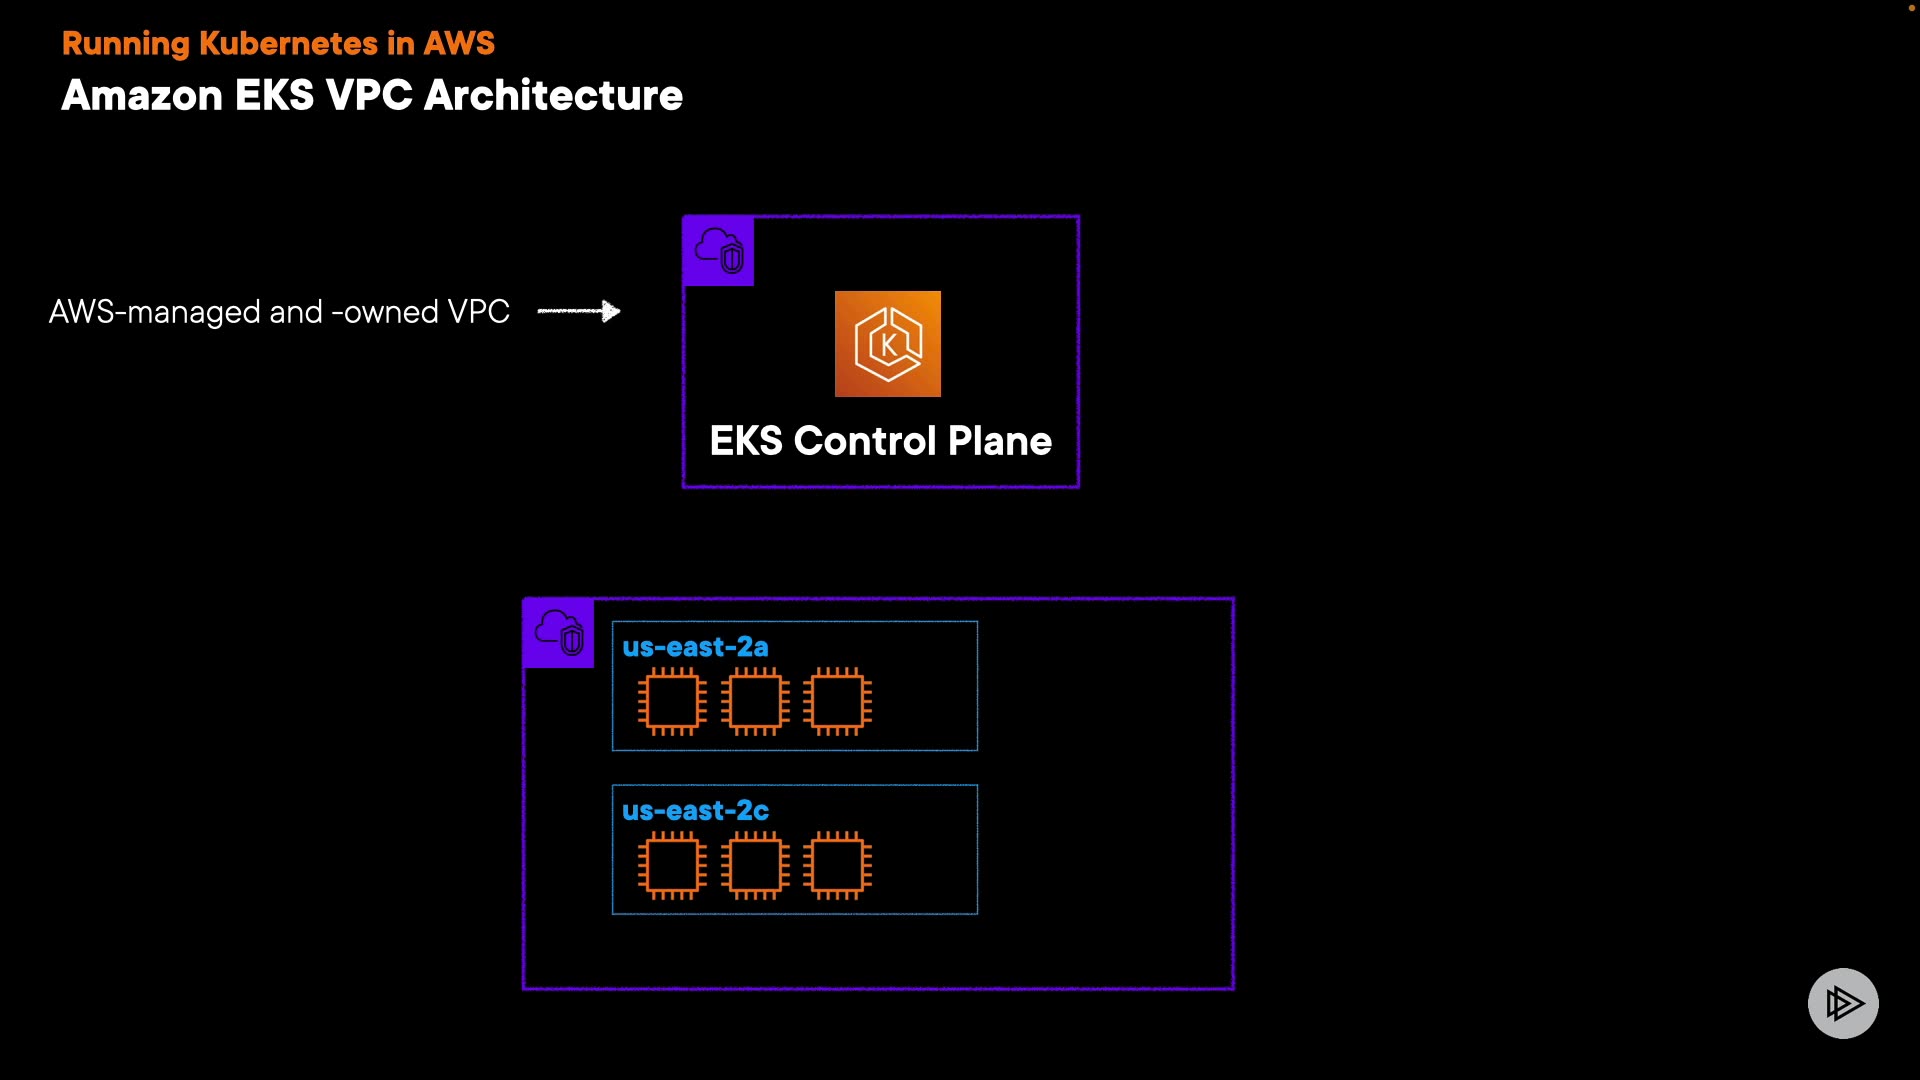 Running Kubernetes in AWS
Amazon EKS VPC Architecture
AWS-managed and -owned VPC
K
EKS Control Plane
us-east-2a
us-east-2c